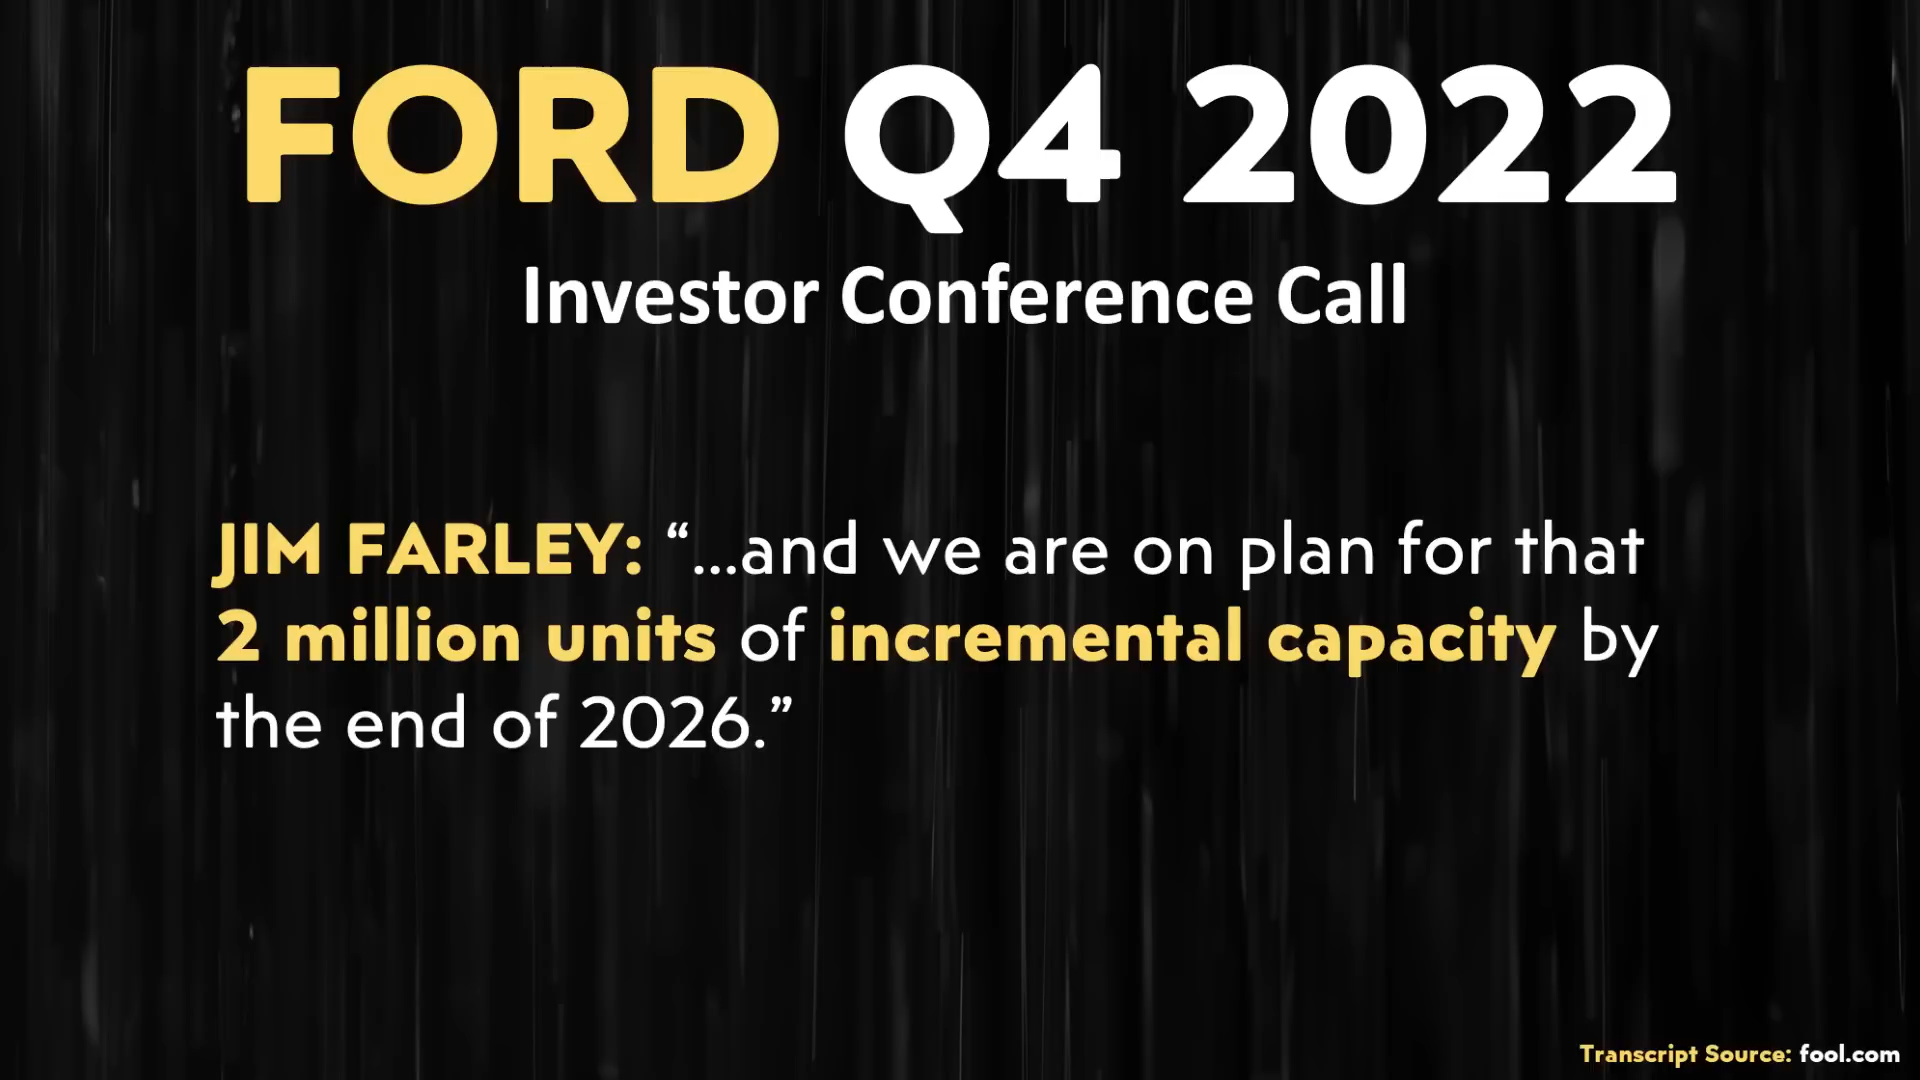 FORD Q4 2022
Investor Conference Call
JIM FARLEY: “...and we are on plan for that
2 million units of incremental capacity by
the end of 2026.”
Transcript Source: fool.com